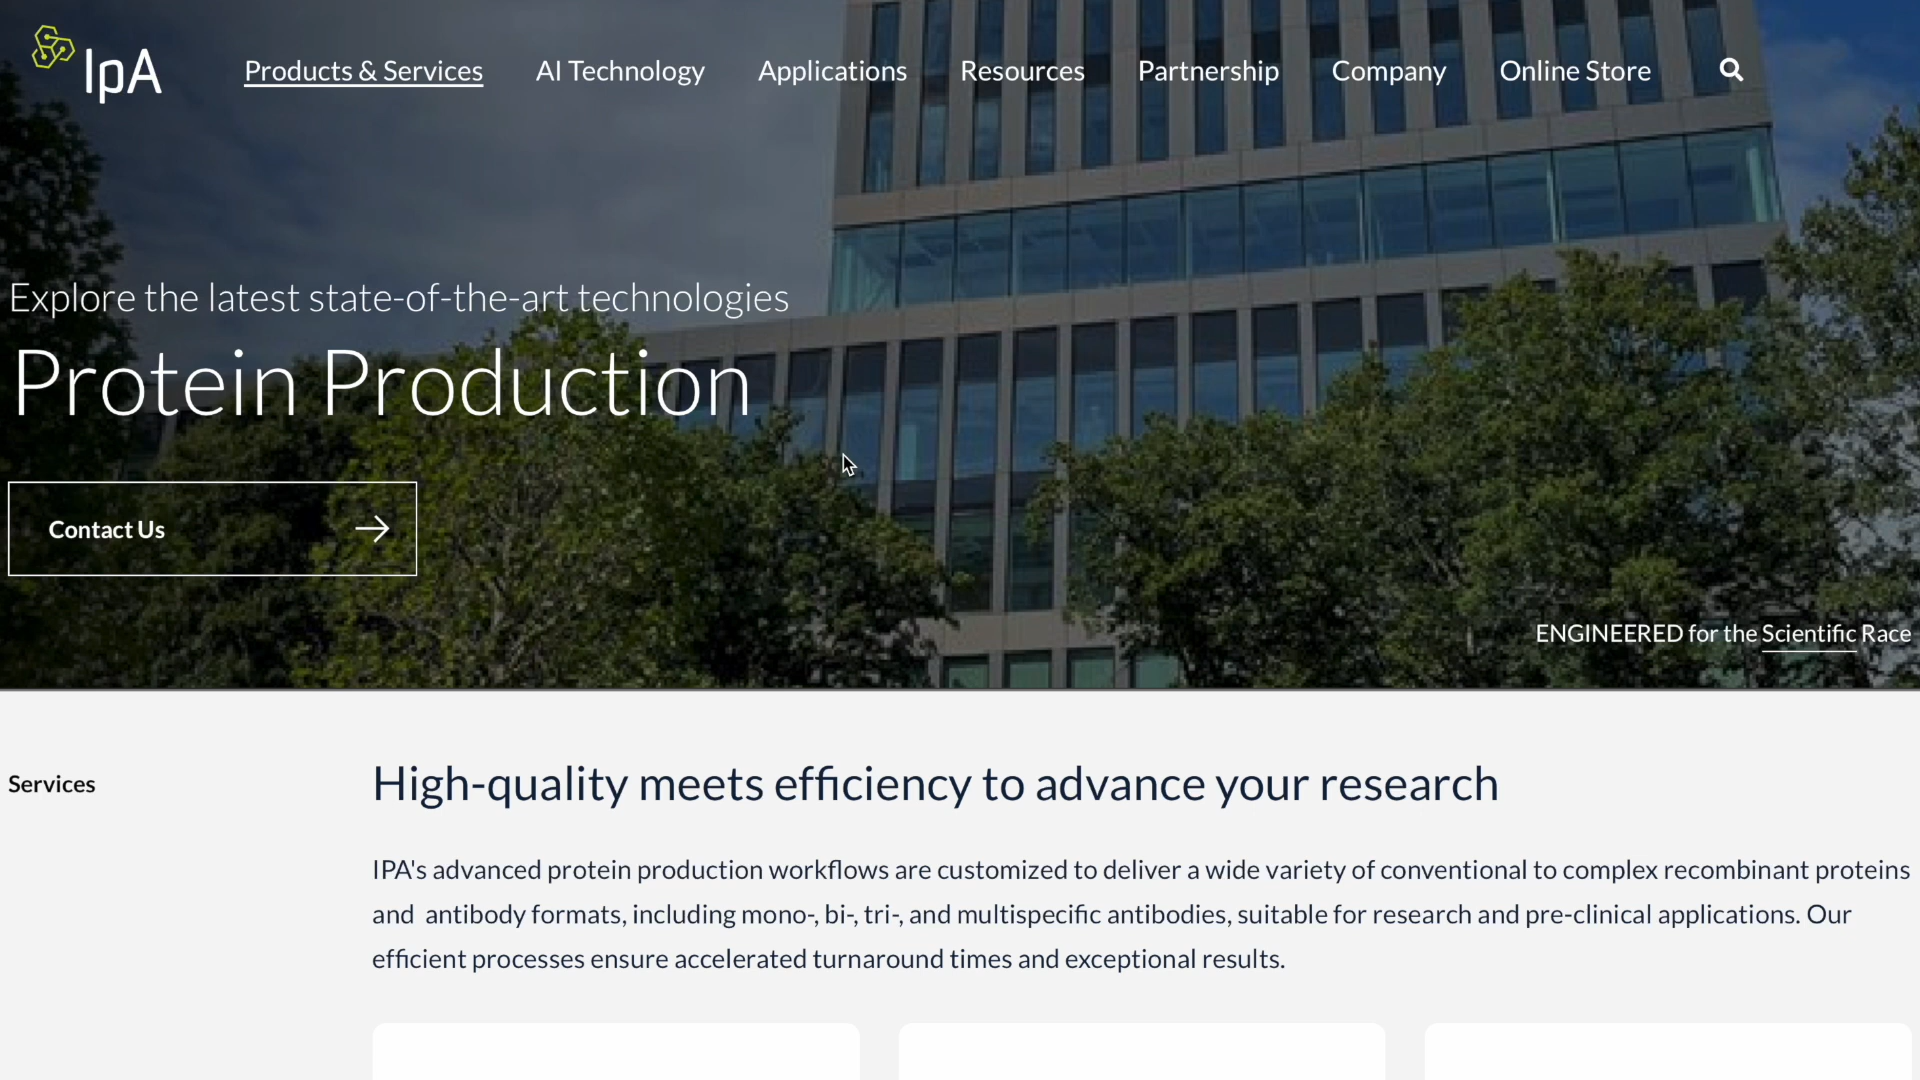 IpA
Products & Services
AI Technology
Applications
Resources
Partnership
Company
Online Store
Explore the latest state-of-the-art technologies
Protein Production
Contact Us
ENGINEERED for the Scientific Race
Services
High-quality meets efficiency to advance your research
IPA's advanced protein production workflows are customized to deliver a wide variety of conventional to complex recombinant proteins
and antibody formats, including mono-, bi-, tri-, and multispecific antibodies, suitable for research and pre-clinical applications. Our
efficient processes ensure accelerated turnaround times and exceptional results.